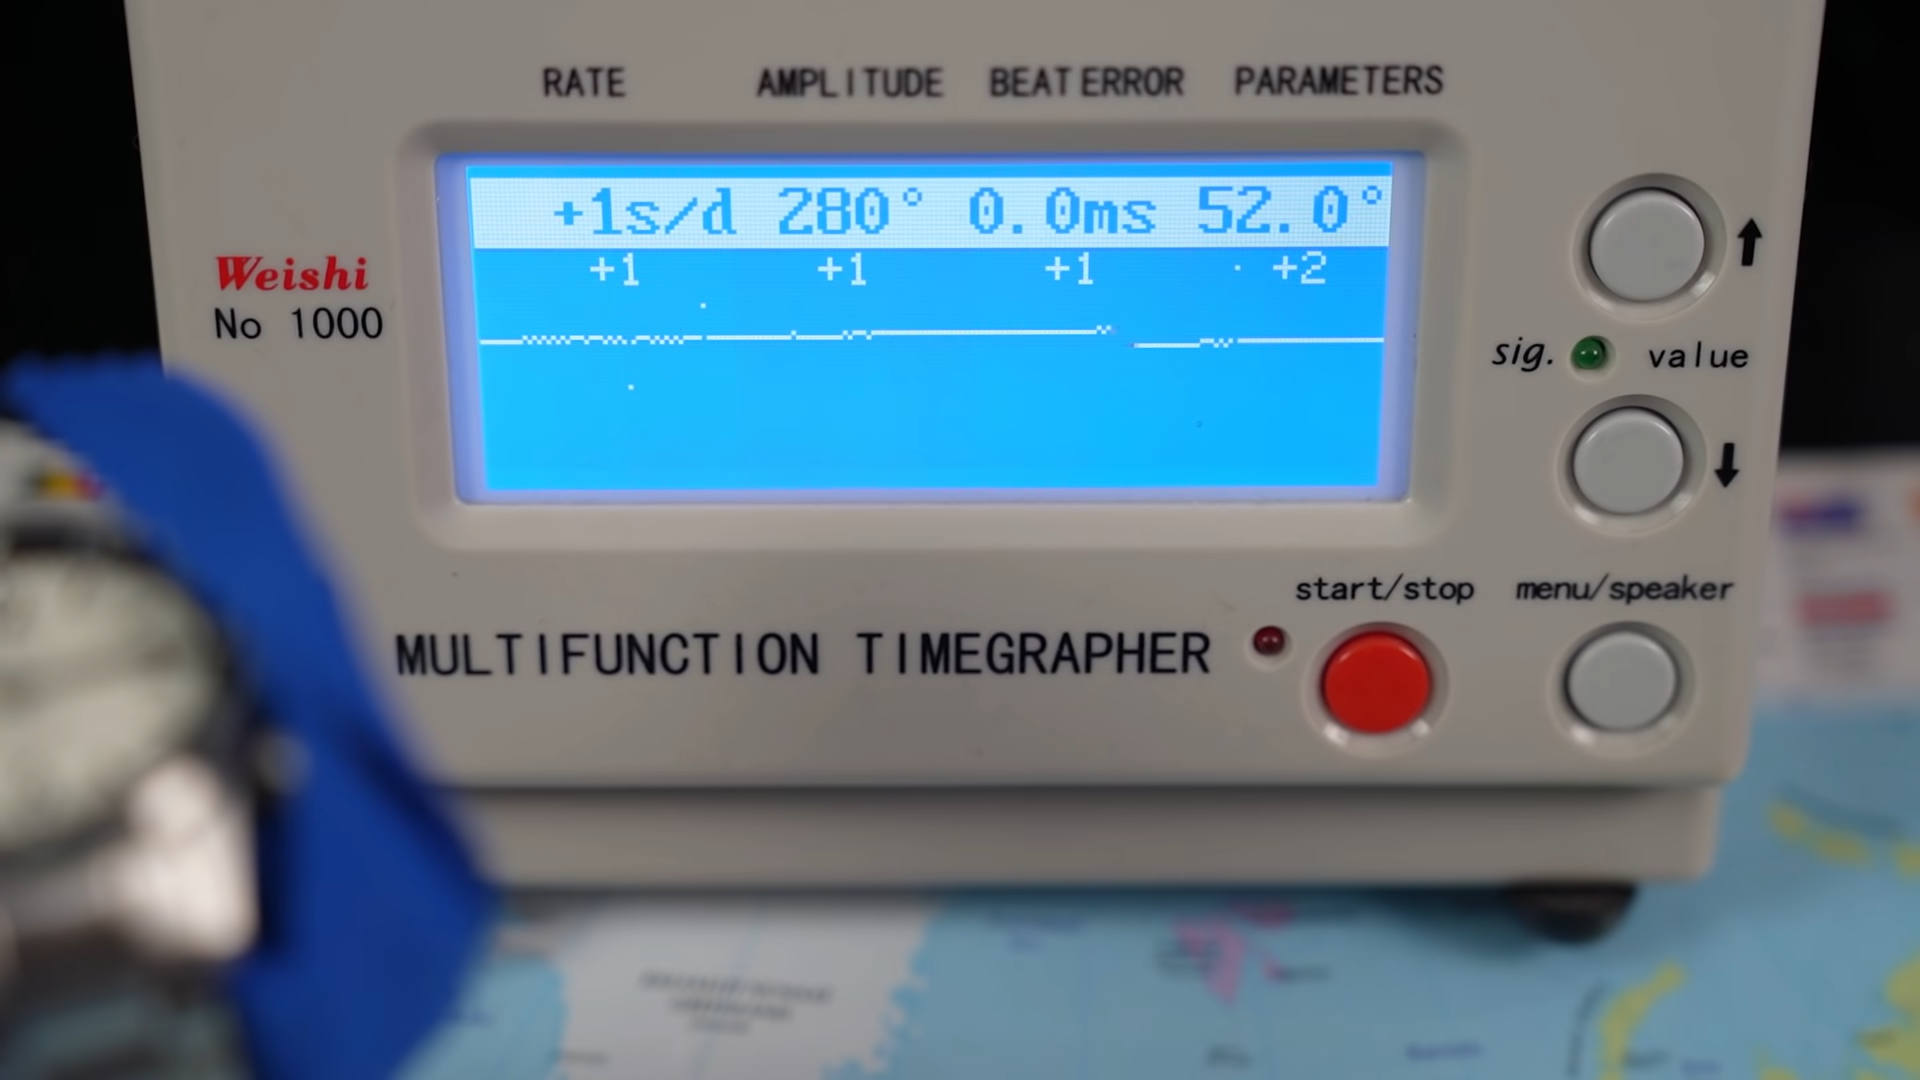 RATE AMPLITUDE BEAT ERROR PARAMETERS
+1s/d 280° 0.0ms 52.0°
+1 +1 +1 +2
Weishi
No 1000
sig. value
start/stop menu/speaker
MULTIFUNCTION TIMEGRAPHER